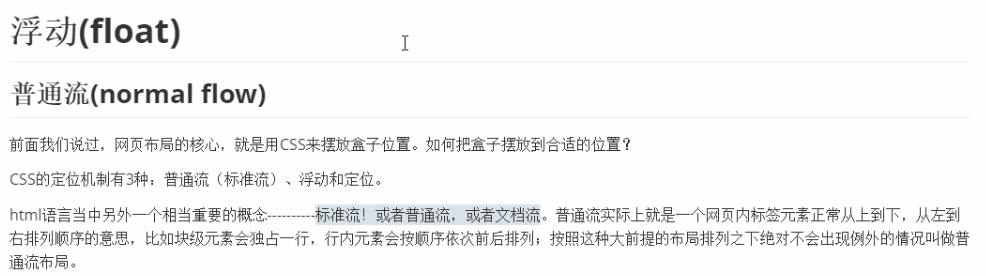 浮动(float)
普通流(normal flow)
前面我们说过，网页布局的核心，就是用CSS来摆放盒子位置。如何把盒子摆放到合适的位置？
CSS的定位机制有3种：普通流（标准流）、浮动和定位。
html语言当中另外一个相当重要的概念----------标准流！或者普通流，或者文档流。普通流实际上就是一个网页内标签元素正常从上到下，从左到
右排列顺序的意思，比如块级元素会独占一行，行内元素会按顺序依次前后排列；按照这种大前提的布局排列之下绝对不会出现例外的情况叫做普
通流布局。